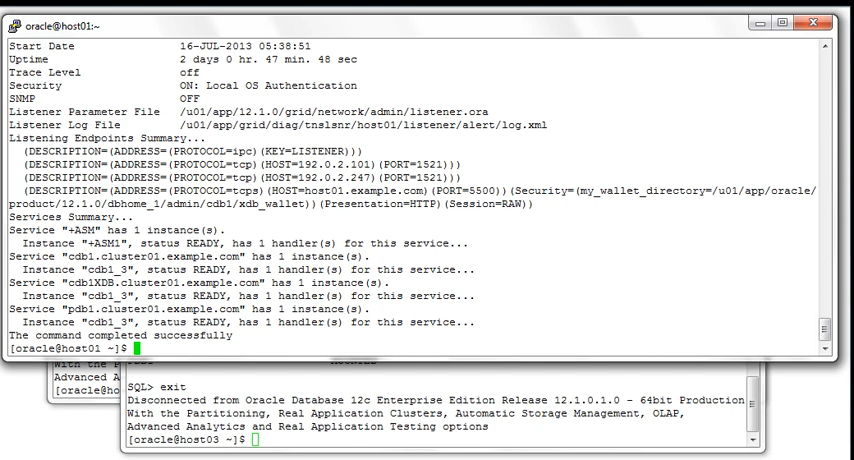 oracle@host01:~
Start Date                16-JUL-2013 05:38:51
Uptime                    2 days 0 hr. 47 min. 48 sec
Trace Level               off
Security                  ON: Local OS Authentication
SNMP                      OFF
Listener Parameter File   /u01/app/12.1.0/grid/network/admin/listener.ora
Listener Log File         /u01/app/grid/diag/tnslsnr/host01/listener/alert/log.xml
Listening Endpoints Summary...
  (DESCRIPTION=(ADDRESS=(PROTOCOL=ipc)(KEY=LISTENER)))
  (DESCRIPTION=(ADDRESS=(PROTOCOL=tcp)(HOST=192.0.2.101)(PORT=1521)))
  (DESCRIPTION=(ADDRESS=(PROTOCOL=tcp)(HOST=192.0.2.247)(PORT=1521)))
  (DESCRIPTION=(ADDRESS=(PROTOCOL=tcps)(HOST=host01.example.com)(PORT=5500))(Security=(my_wallet_directory=/u01/app/oracle/
product/12.1.0/dbhome_1/admin/cdb1/xdb_wallet))(Presentation=HTTP)(Session=RAW))
Services Summary...
Service "+ASM" has 1 instance(s).
  Instance "+ASM1", status READY, has 1 handler(s) for this service...
Service "cdb1.cluster01.example.com" has 1 instance(s).
  Instance "cdb1_3", status READY, has 1 handler(s) for this service...
Service "cdb1XDB.cluster01.example.com" has 1 instance(s).
  Instance "cdb1_3", status READY, has 1 handler(s) for this service...
Service "pdb1.cluster01.example.com" has 1 instance(s).
  Instance "cdb1_3", status READY, has 1 handler(s) for this service...
The command completed successfully
[oracle@host01 ~]$
With the P
Advanced A
[oracle@ho
SQL> exit
Disconnected from Oracle Database 12c Enterprise Edition Release 12.1.0.1.0 - 64bit Production
With the Partitioning, Real Application Clusters, Automatic Storage Management, OLAP,
Advanced Analytics and Real Application Testing options
[oracle@host03 ~]$